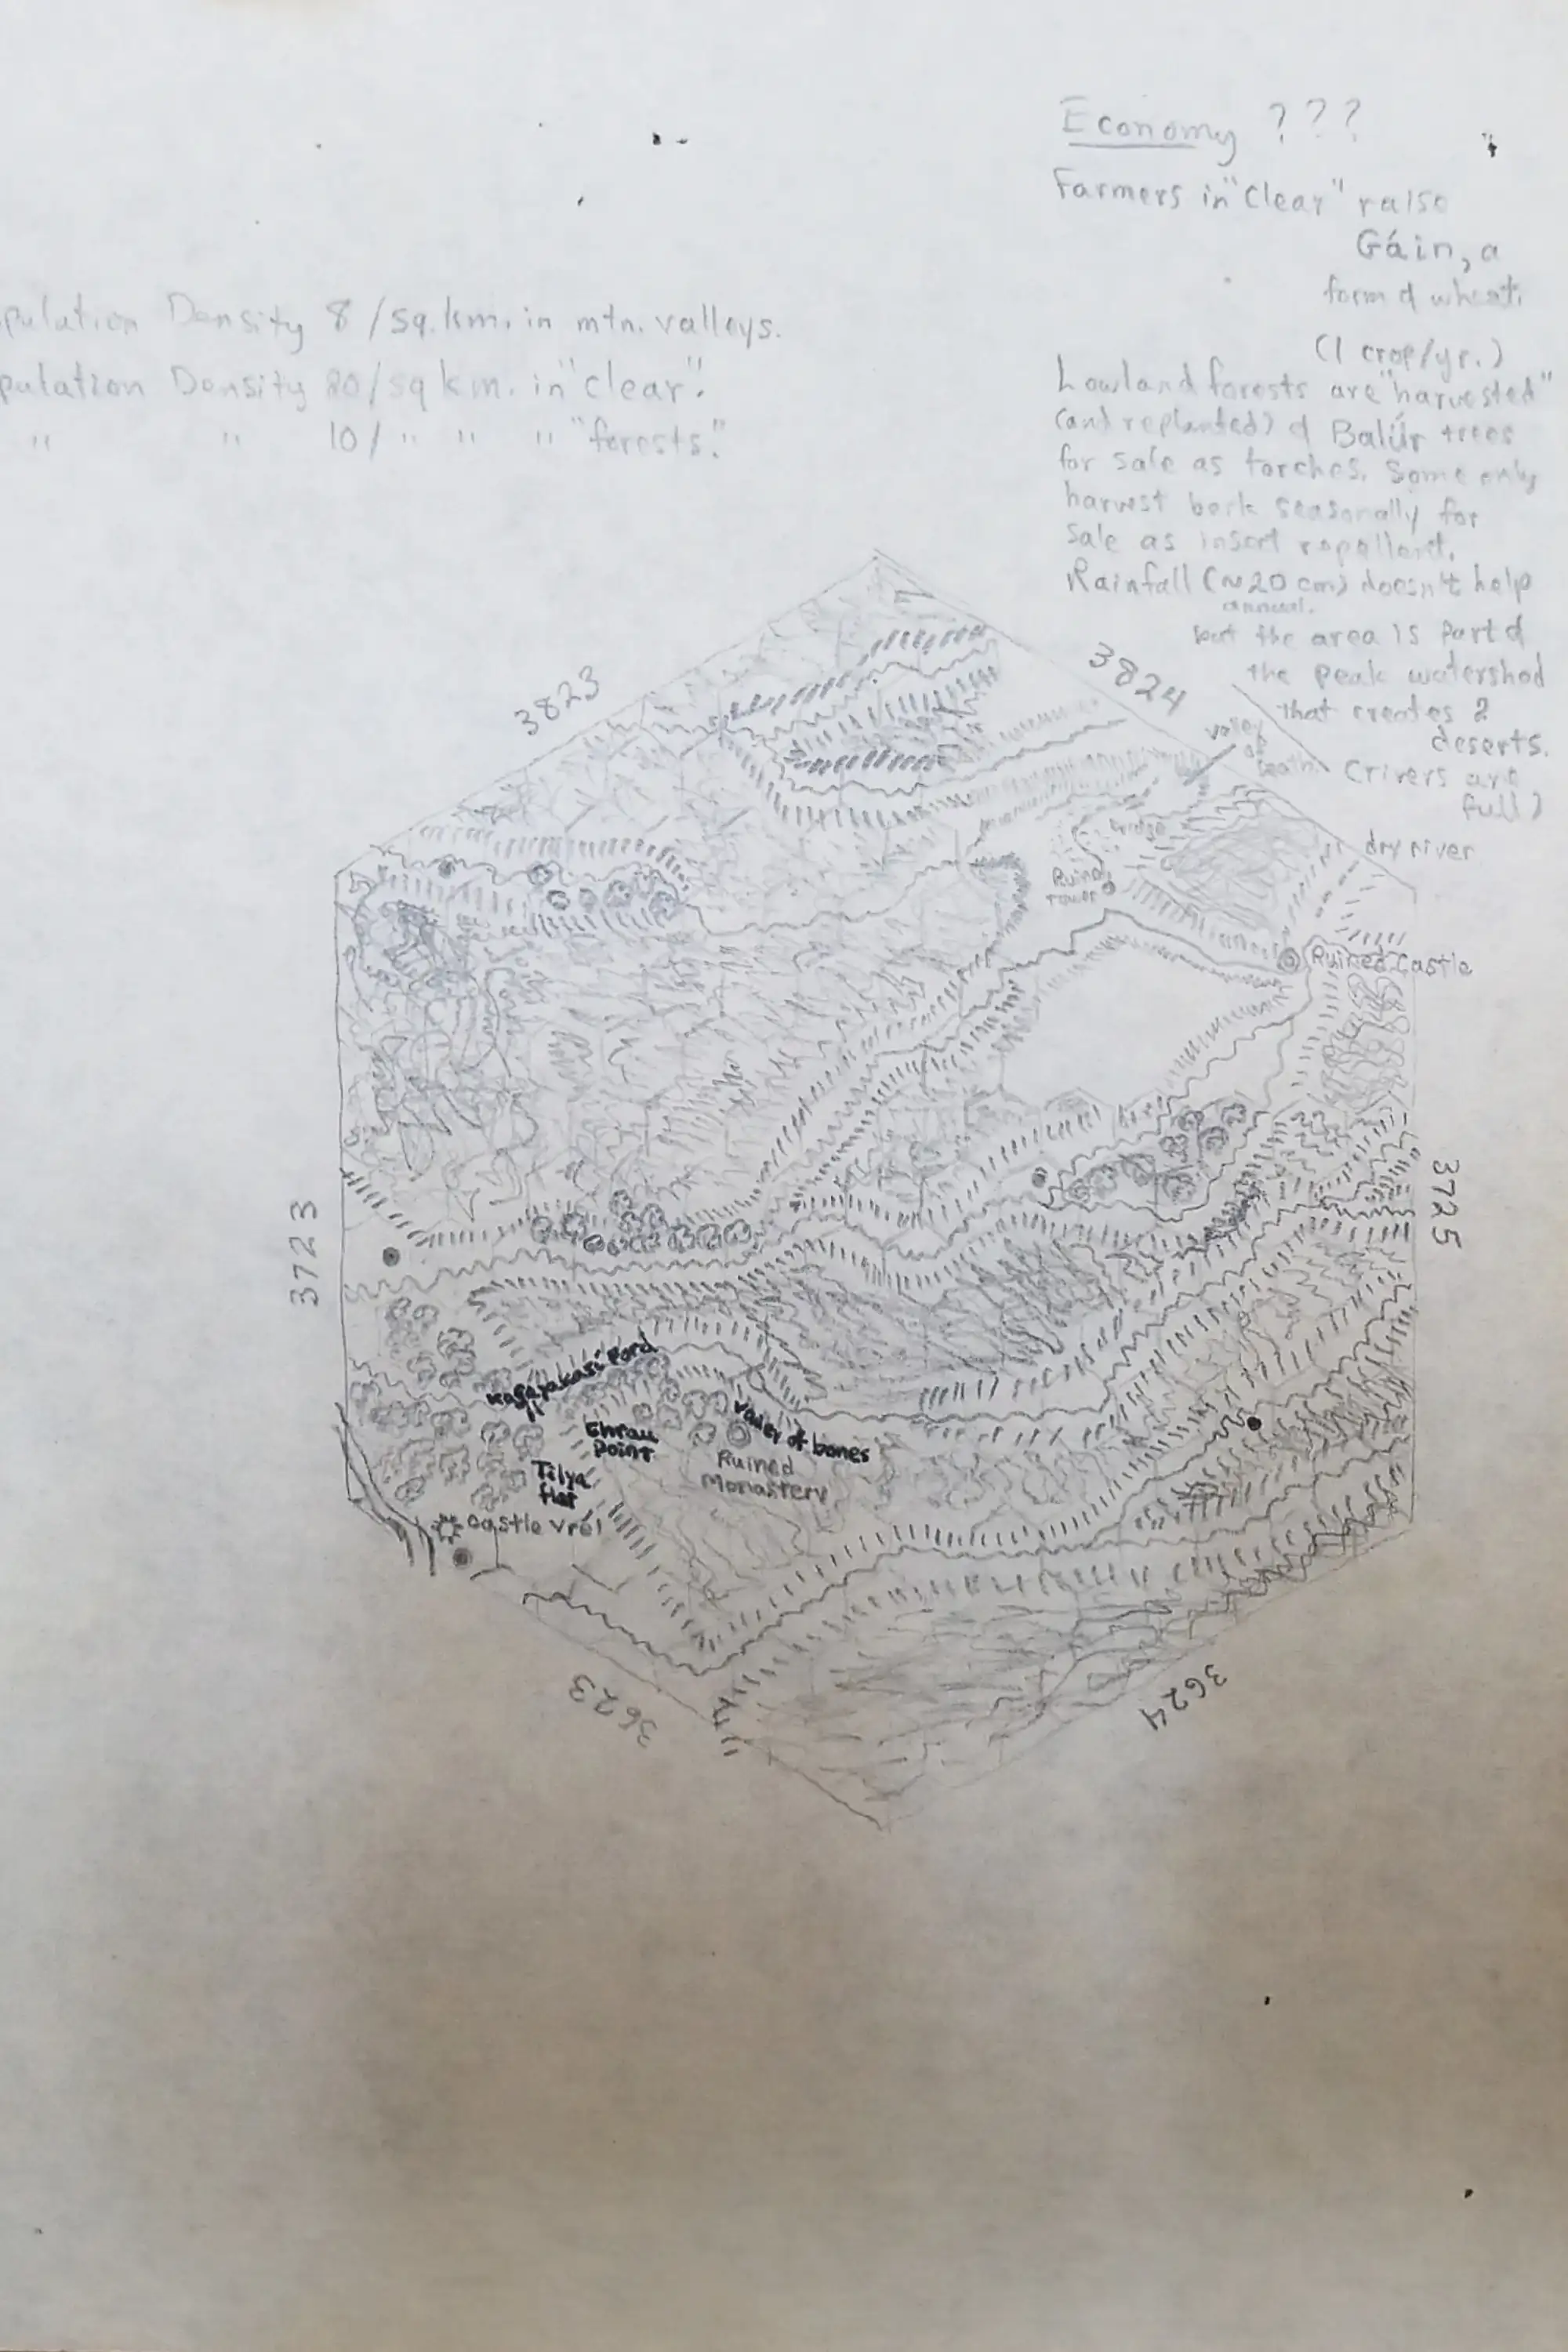 Economy ???
Farmers in "Clear" raise
Gáin, a
form of wheat.
(1 crop/yr.)
Lowland forests are "harvested"
(and replanted) of Balúr trees
for sale as torches. Some only
harvest bark seasonally for
sale as insect repellent.
Rainfall (~20 cm) doesn't help
annual.
but the area is part of
the peak watershed
that creates 2
deserts.
(rivers are
full)
pulation Density 8/sq.km. in mtn. valleys.
pulation Density 20/sq km. in "clear".
" " 10/ " " " "forests."
3823
3824
valley
of
Death
dry river
bridge
Ruined
Tower
Ruined Castle
3723
3725
Ford
Ehrau
Point
valley of bones
Ruined
Monastery
Tilya
flat
castle Vrél
3623
3624